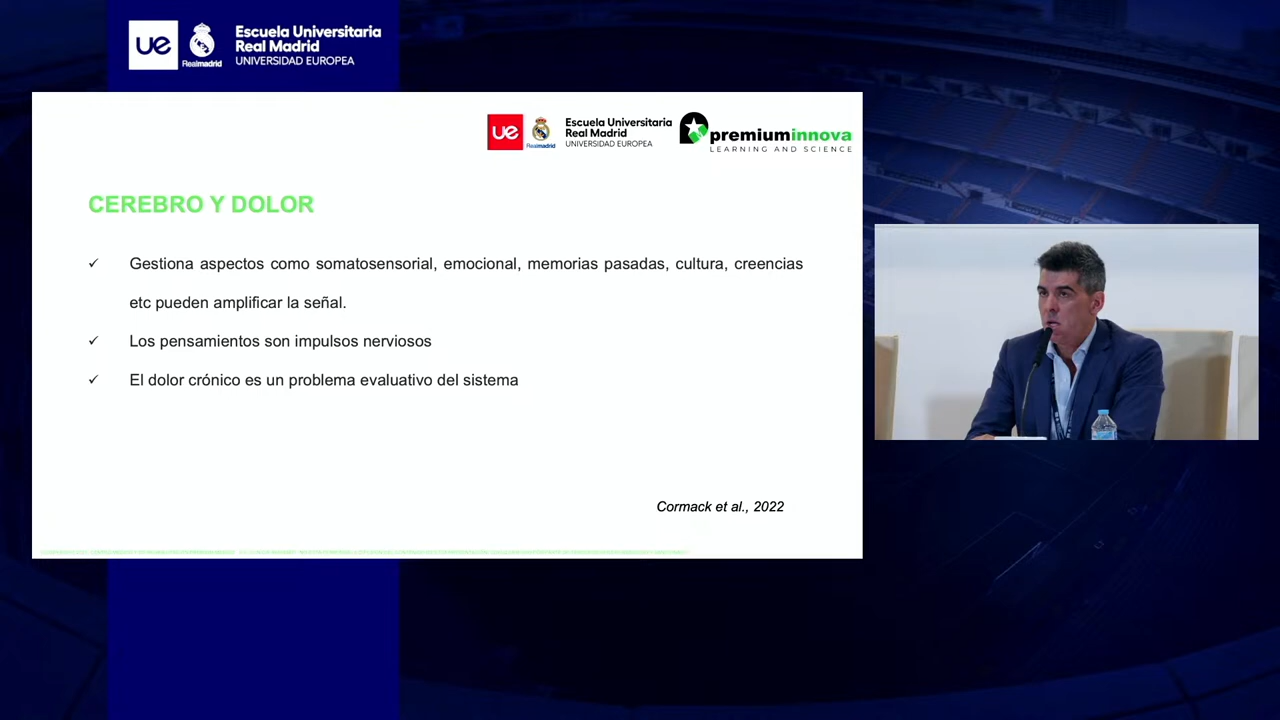 ue
Realmadrid
Escuela Universitaria
Real Madrid
UNIVERSIDAD EUROPEA
ue
Realmadrid
Escuela Universitaria
Real Madrid
UNIVERSIDAD EUROPEA
premiuminnova
LEARNING AND SCIENCE
CEREBRO Y DOLOR
✓ Gestiona aspectos como somatosensorial, emocional, memorias pasadas, cultura, creencias
etc pueden amplificar la señal.
✓ Los pensamientos son impulsos nerviosos
✓ El dolor crónico es un problema evaluativo del sistema
Cormack et al., 2022